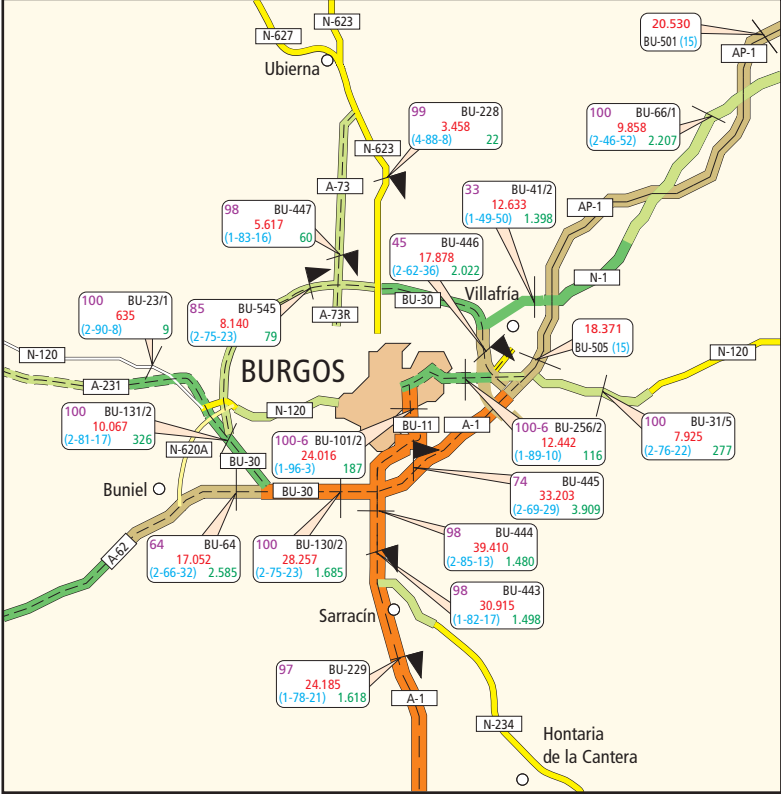 N-623
N-627
Ubierna
20.530
BU-501 (15)
AP-1
99 BU-228
3.458
(4-88-8) 22
100 BU-66/1
9.858
(2-46-52) 2.207
N-623
A-73
33 BU-41/2
12.633
(1-49-50) 1.398
AP-1
98 BU-447
5.617
(1-83-16) 60
45 BU-446
17.878
(2-62-36) 2.022
N-1
Villafría
BU-30
100 BU-23/1
635
(2-90-8) 9
85 BU-545
8.140
(2-75-23) 79
A-73R
18.371
BU-505 (15)
N-120
N-120
BURGOS
A-231
N-120
100 BU-131/2
10.067
(2-81-17) 326
BU-11
A-1
100-6 BU-256/2
12.442
(1-89-10) 116
100 BU-31/5
7.925
(2-76-22) 277
N-620A
100-6 BU-101/2
24.016
(1-96-3) 187
BU-30
Buniel
BU-30
74 BU-445
33.203
(2-69-29) 3.909
A-62
64 BU-64
17.052
(2-66-32) 2.585
100 BU-130/2
28.257
(2-75-23) 1.685
98 BU-444
39.410
(2-85-13) 1.480
98 BU-443
30.915
(1-82-17) 1.498
Sarracín
97 BU-229
24.185
(1-78-21) 1.618
A-1
N-234
Hontaria
de la Cantera